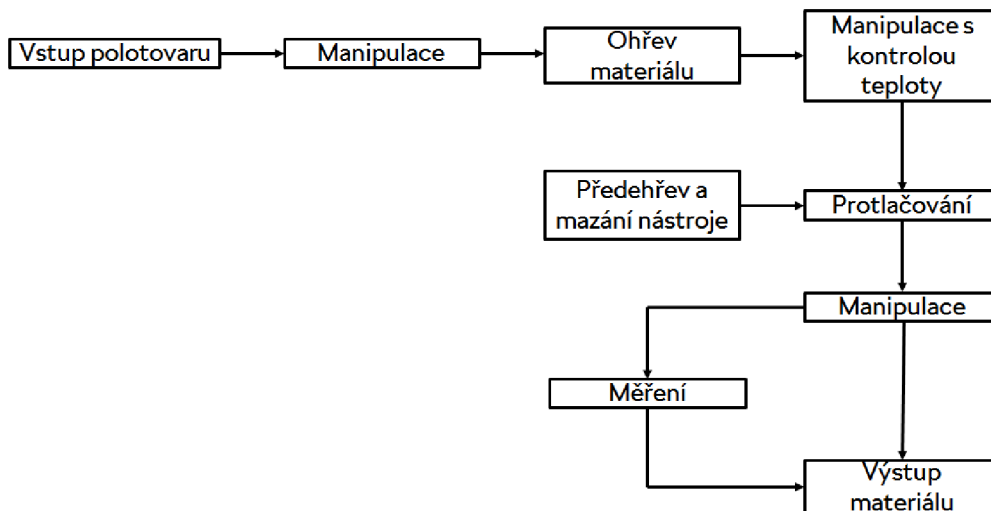 Vstup polotovaru
Manipulace
Ohřev
materiálu
Manipulace s
kontrolou
teploty
Předehřev a
mazání nástroje
Protlačování
Manipulace
Měření
Výstup
materiálu